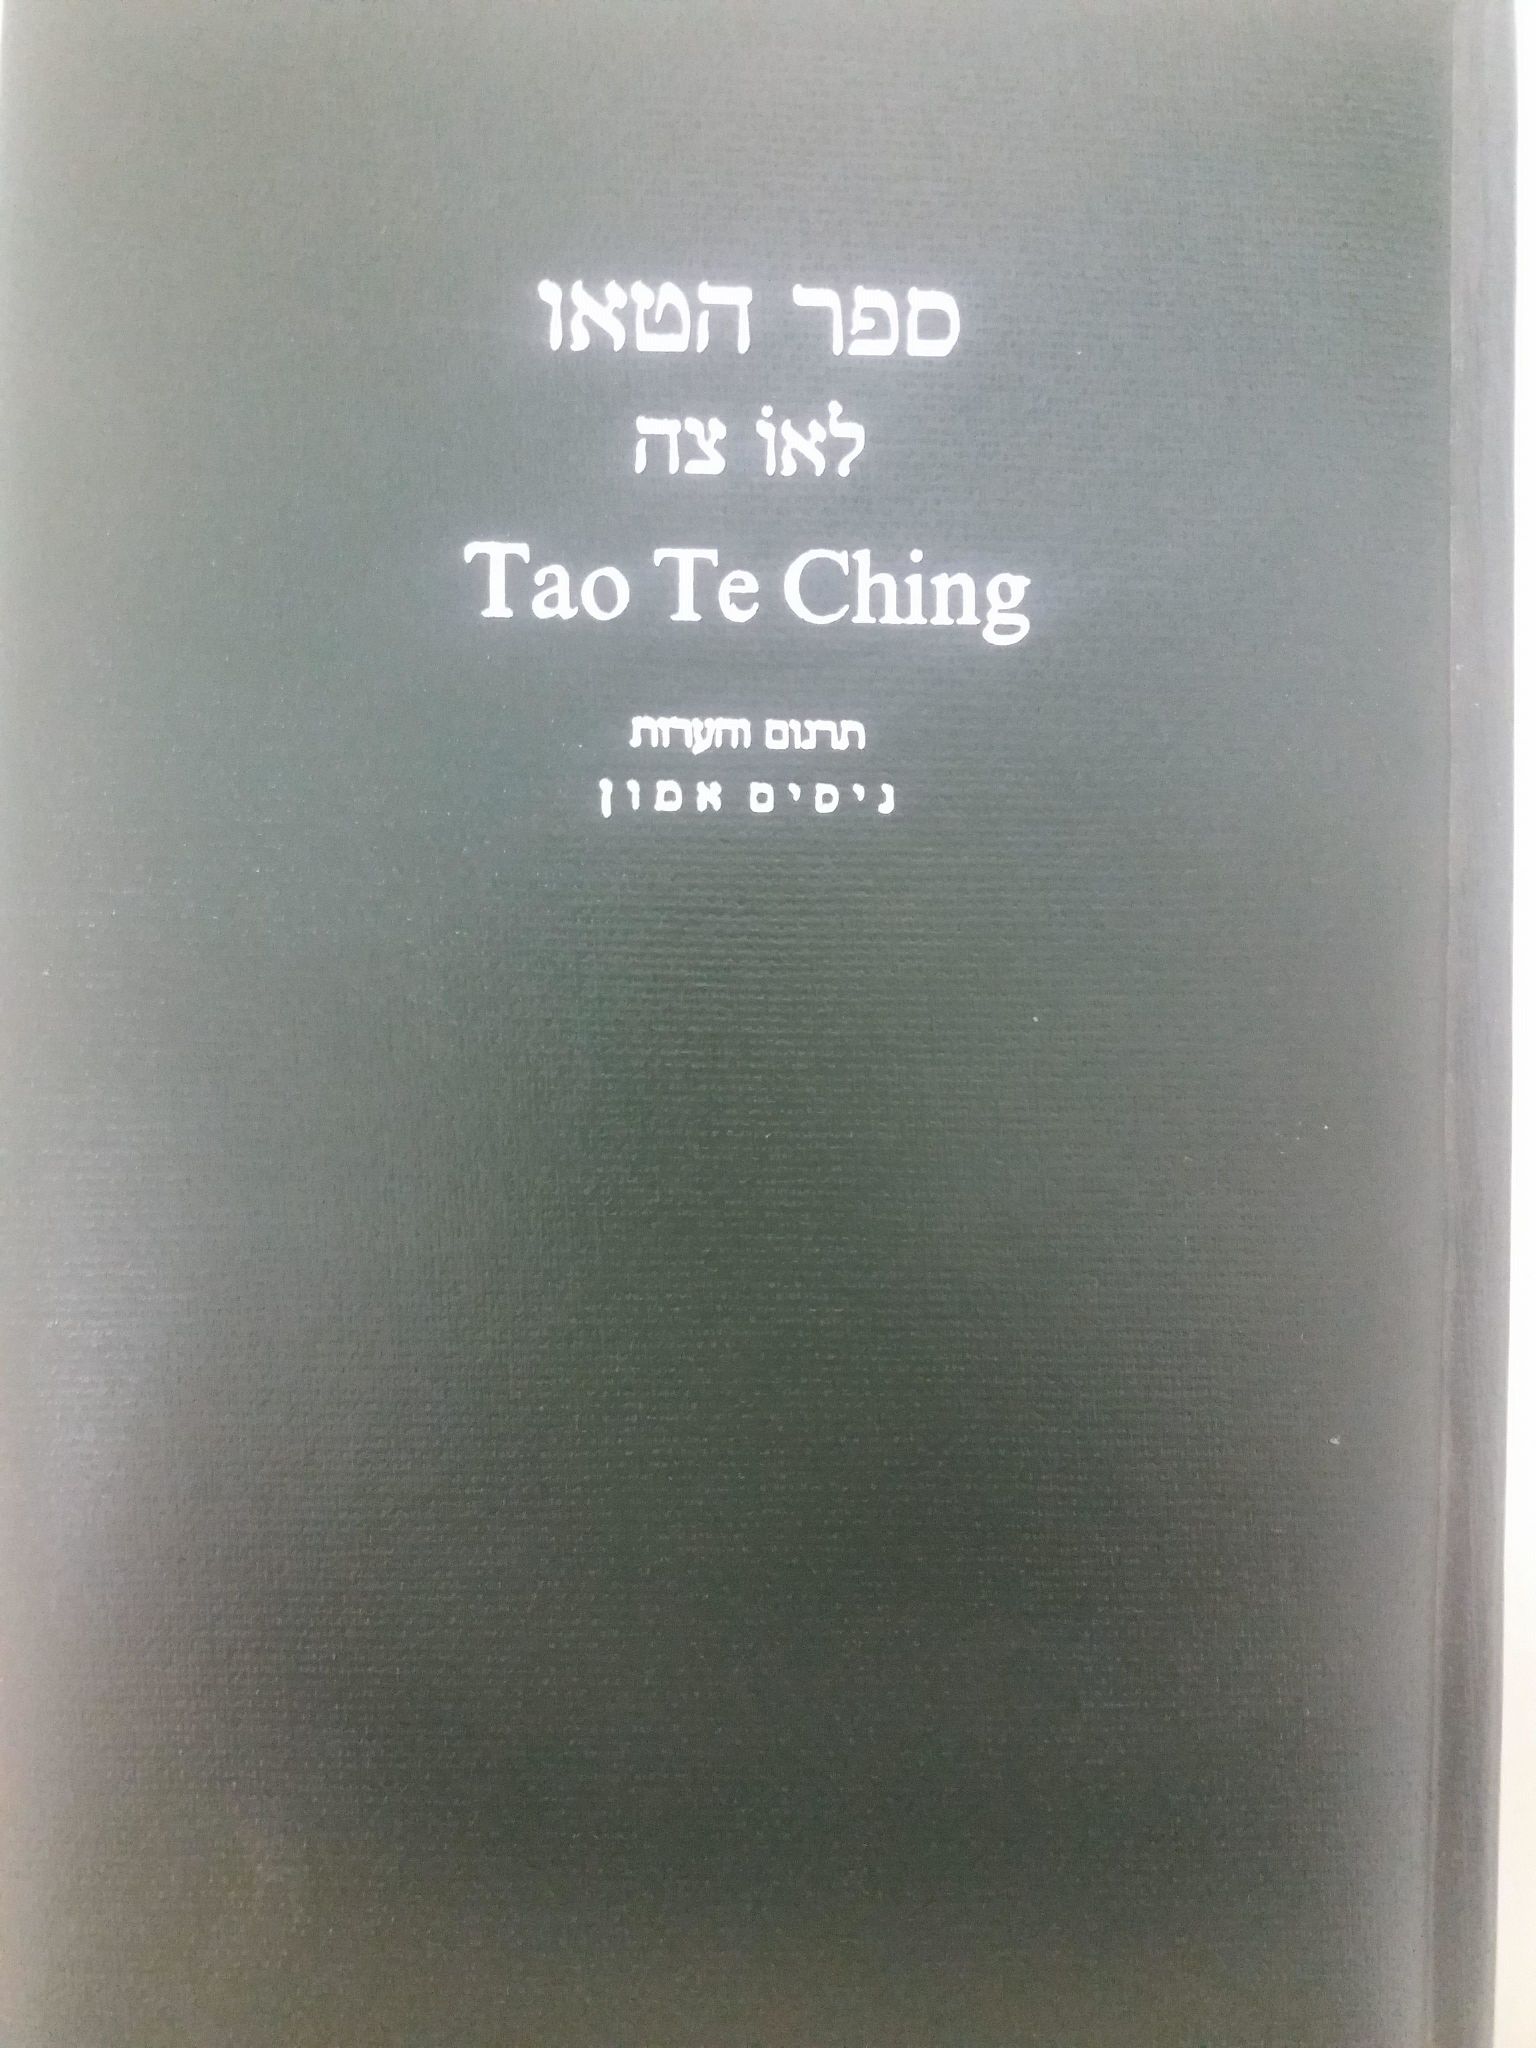 ספר הטאו
לאוֹ צה
Tao Te Ching
תרגום והערות
ניסים אמון